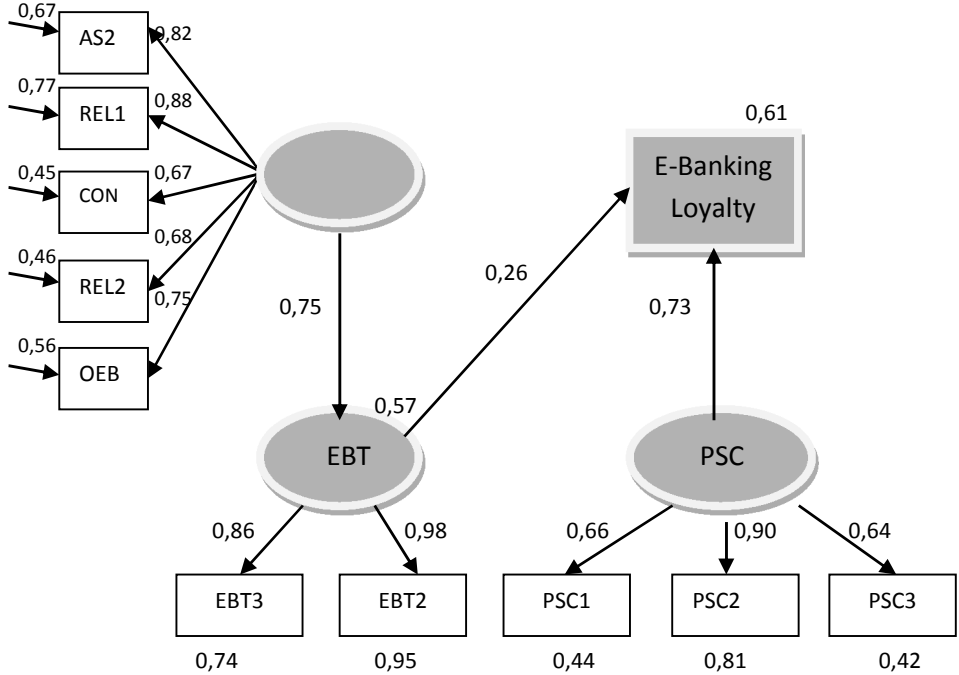 0,67
AS2
0,82
0,77
REL1
0,88
0,61
E-Banking
Loyalty
0,45
CON
0,67
0,46
REL2
0,68
0,75
0,26
0,75
0,73
0,56
OEB
0,57
EBT
PSC
0,86
0,98
0,66
0,90
0,64
EBT3
EBT2
PSC1
PSC2
PSC3
0,74
0,95
0,44
0,81
0,42